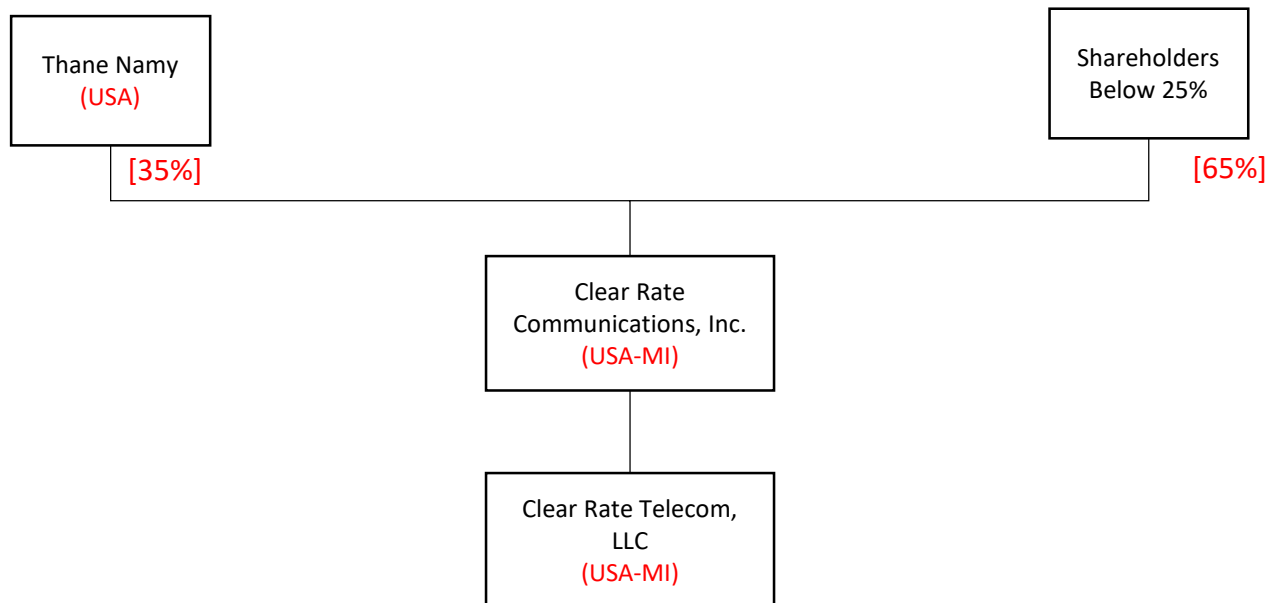 Thane Namy
(USA)
Shareholders
Below 25%
[35%]
[65%]
Clear Rate
Communications, Inc.
(USA-MI)
Clear Rate Telecom,
LLC
(USA-MI)